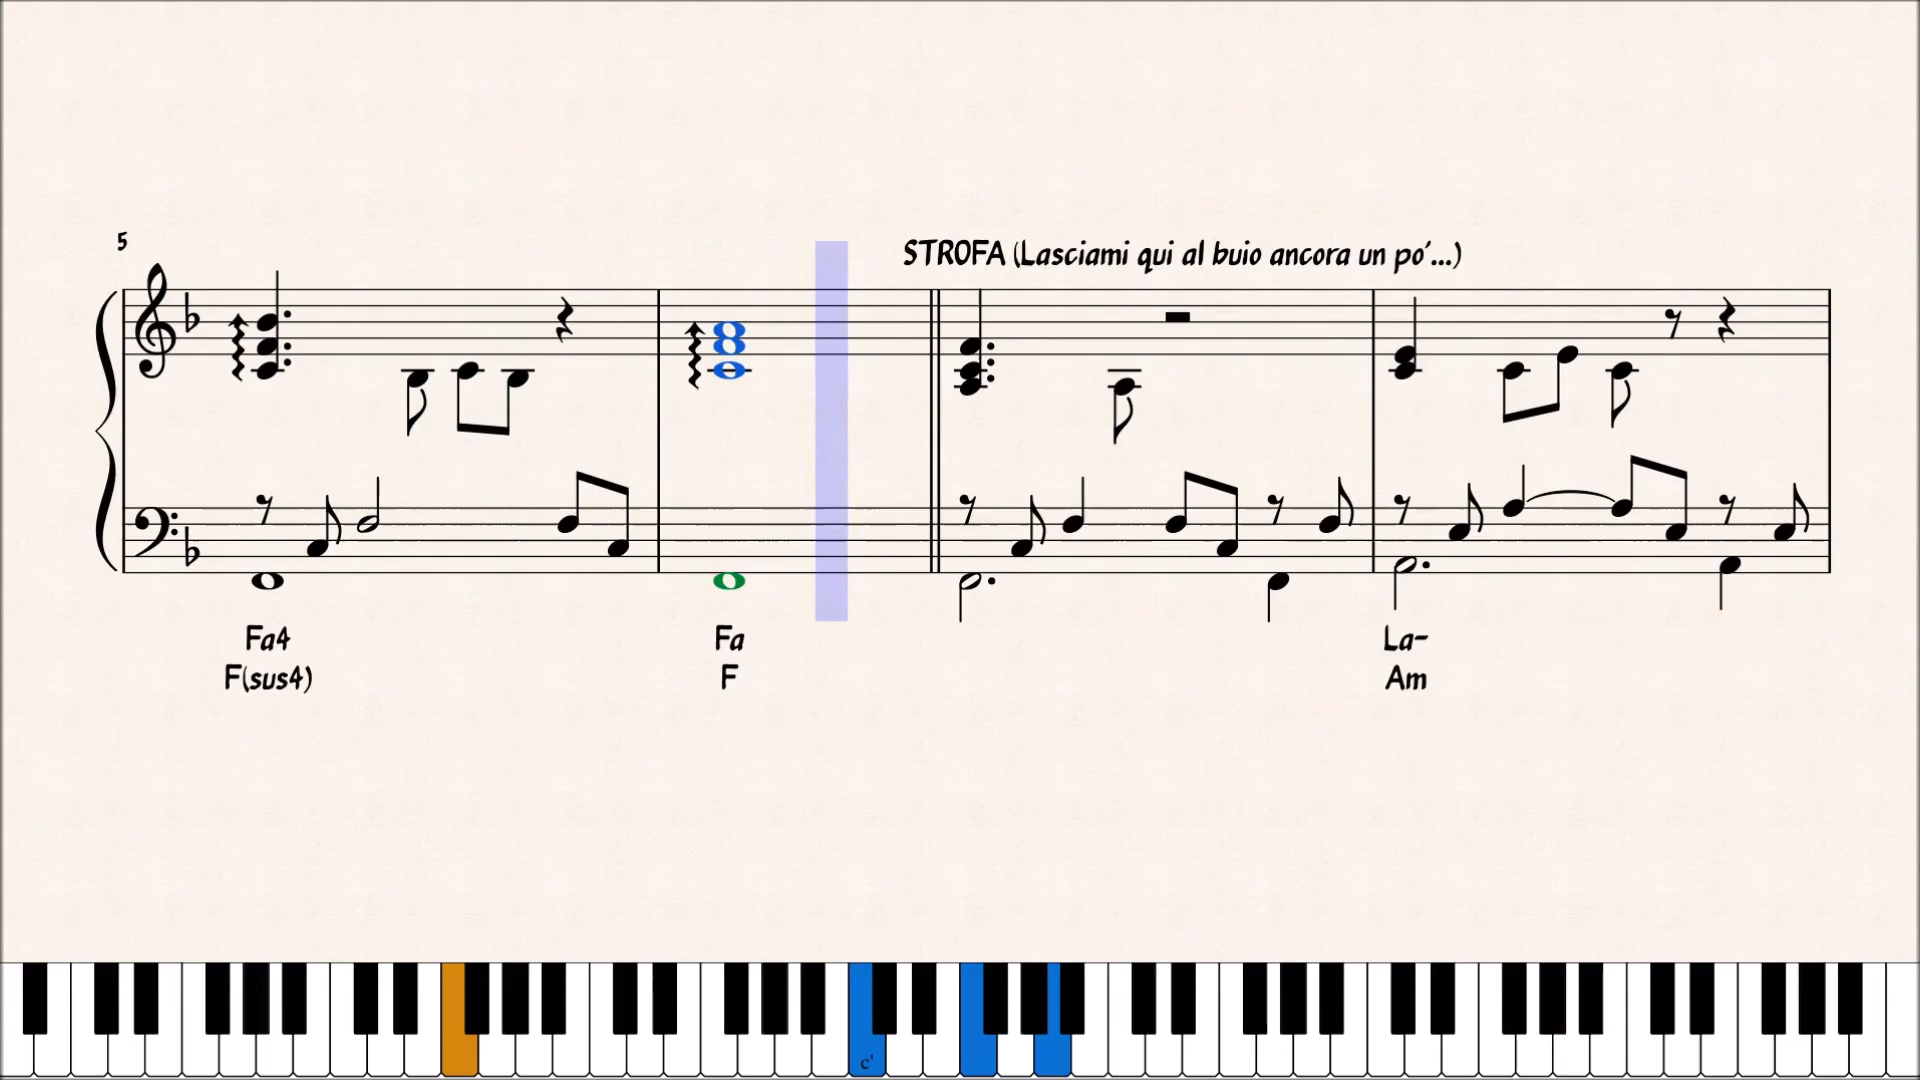 5
STROFA (Lasciami qui al buio ancora un po'...)
Fa4 Fa La-
F(sus4) F Am
c'